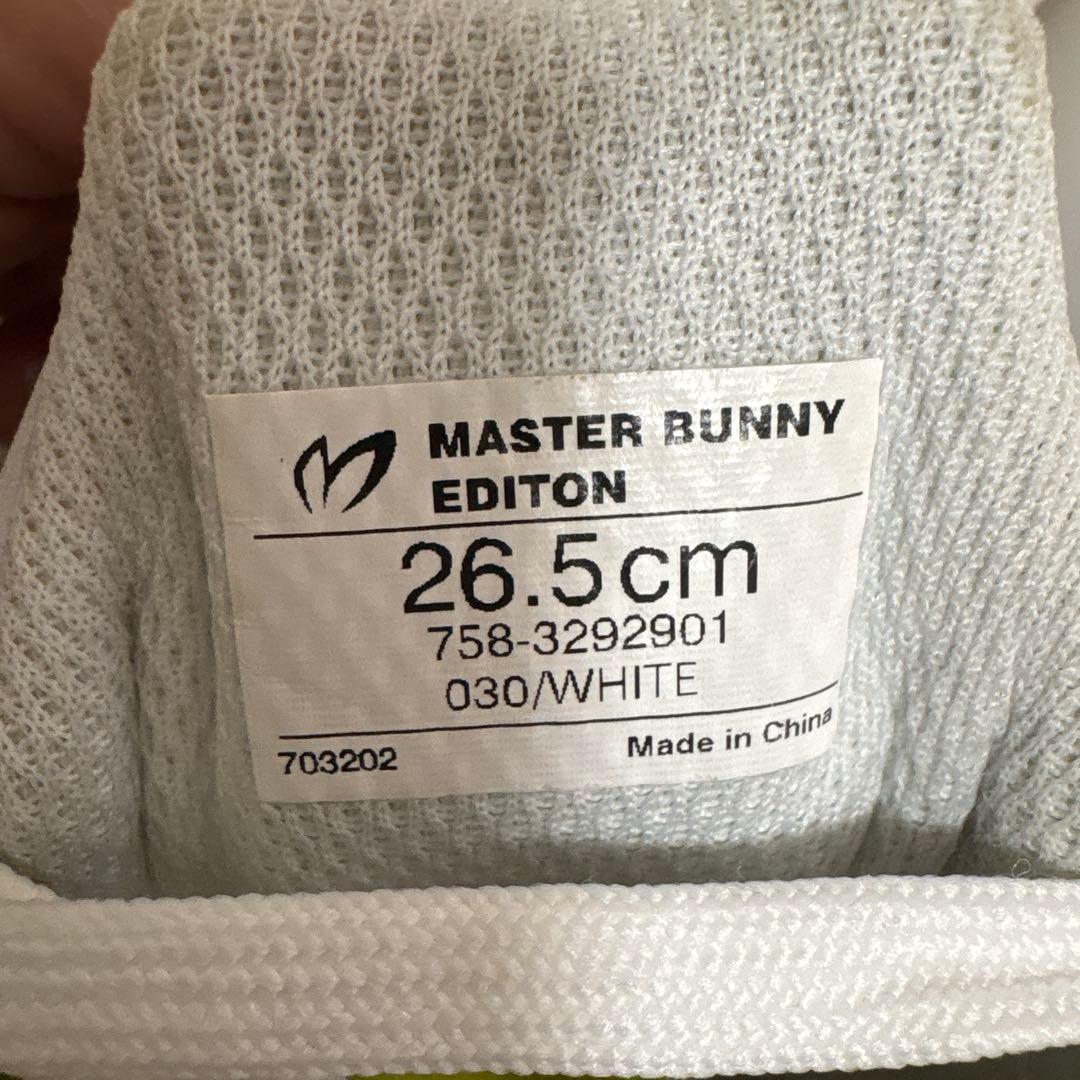 MASTER BUNNY
EDITON
26.5cm
758-3292901
030/WHITE
703202 Made in China